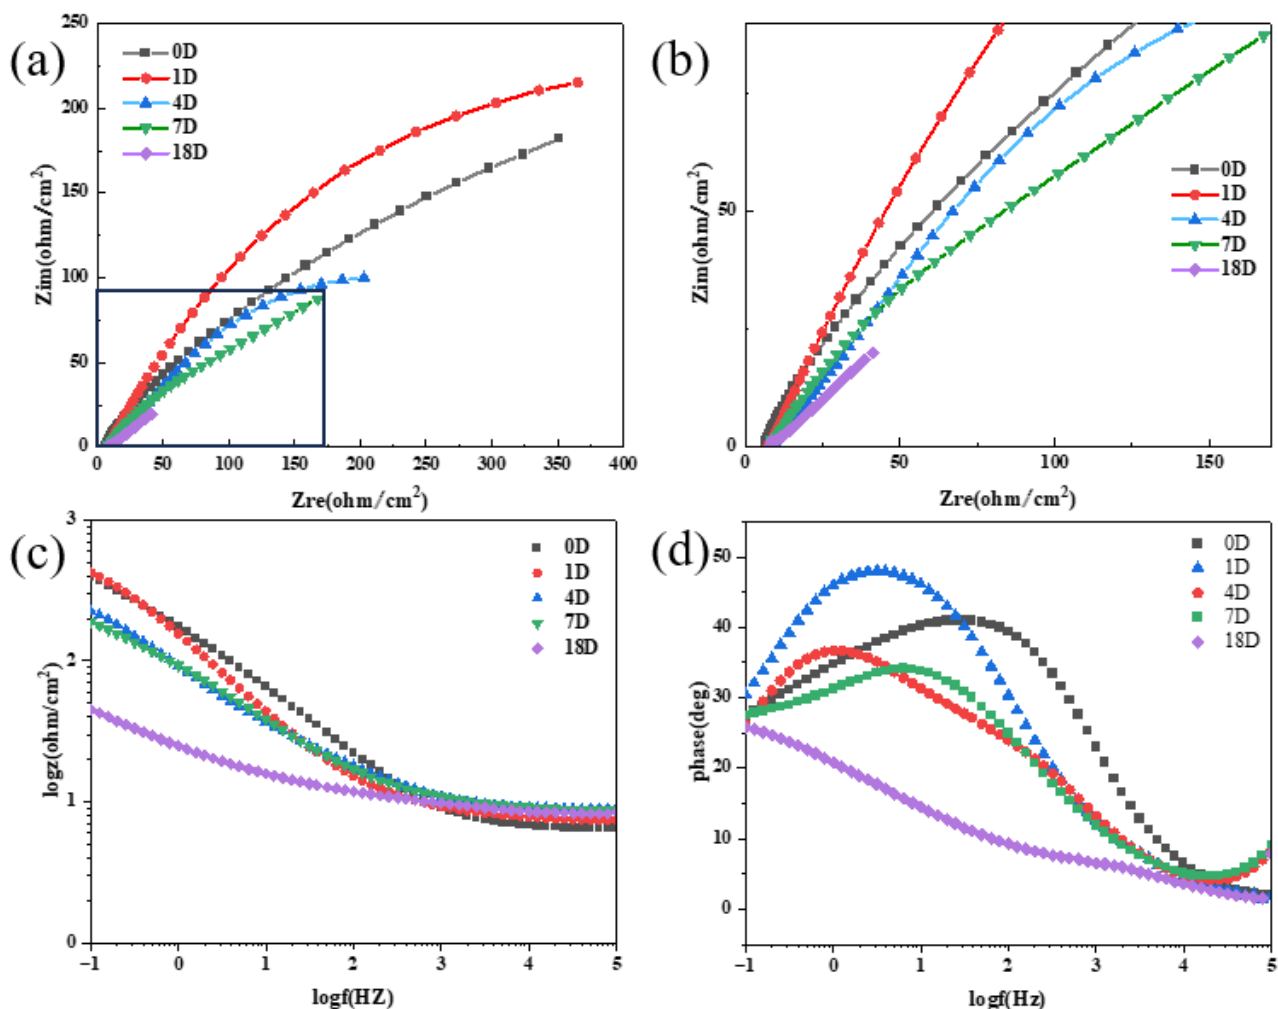 (a)
250
200
150
100
50
0
0 50 100 150 200 250 300 350 400
Zim(ohm/cm²)
Zre(ohm/cm²)
0D
1D
4D
7D
18D
(b)
50
0
0 25 50 100 150
Zim(ohm/cm²)
Zre(ohm/cm²)
0D
1D
4D
7D
18D
(c)
3
2
1
0
−1 0 1 2 3 4 5
logz(ohm/cm²)
logf(HZ)
0D
1D
4D
7D
18D
(d)
50
40
30
20
10
0
−1 0 1 2 3 4 5
phase(deg)
logf(Hz)
0D
1D
4D
7D
18D